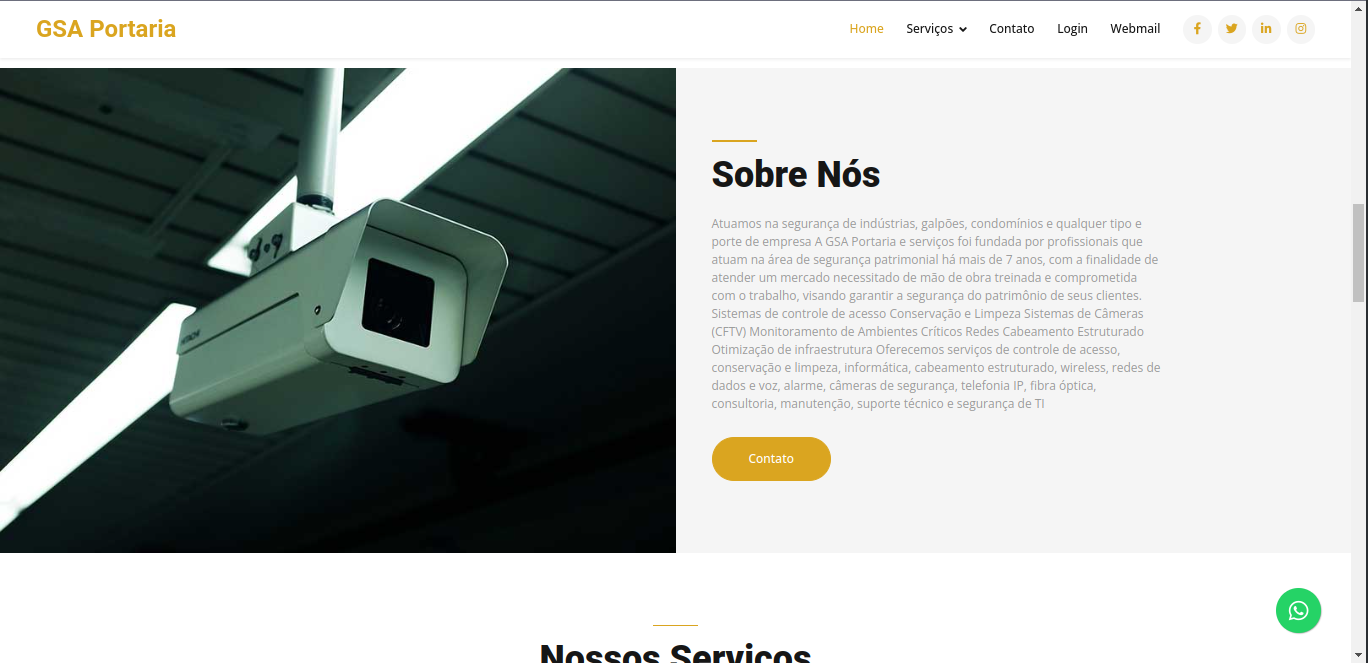 GSA Portaria
Home Serviços Contato Login Webmail
Sobre Nós
Atuamos na segurança de indústrias, galpões, condomínios e qualquer tipo e
porte de empresa A GSA Portaria e serviços foi fundada por profissionais que
atuam na área de segurança patrimonial há mais de 7 anos, com a finalidade de
atender um mercado necessitado de mão de obra treinada e comprometida
com o trabalho, visando garantir a segurança do patrimônio de seus clientes.
Sistemas de controle de acesso Conservação e Limpeza Sistemas de Câmeras
(CFTV) Monitoramento de Ambientes Críticos Redes Cabeamento Estruturado
Otimização de infraestrutura Oferecemos serviços de controle de acesso,
conservação e limpeza, informática, cabeamento estruturado, wireless, redes de
dados e voz, alarme, câmeras de segurança, telefonia IP, fibra óptica,
consultoria, manutenção, suporte técnico e segurança de TI
Contato
HITACHI
Nossos Serviços